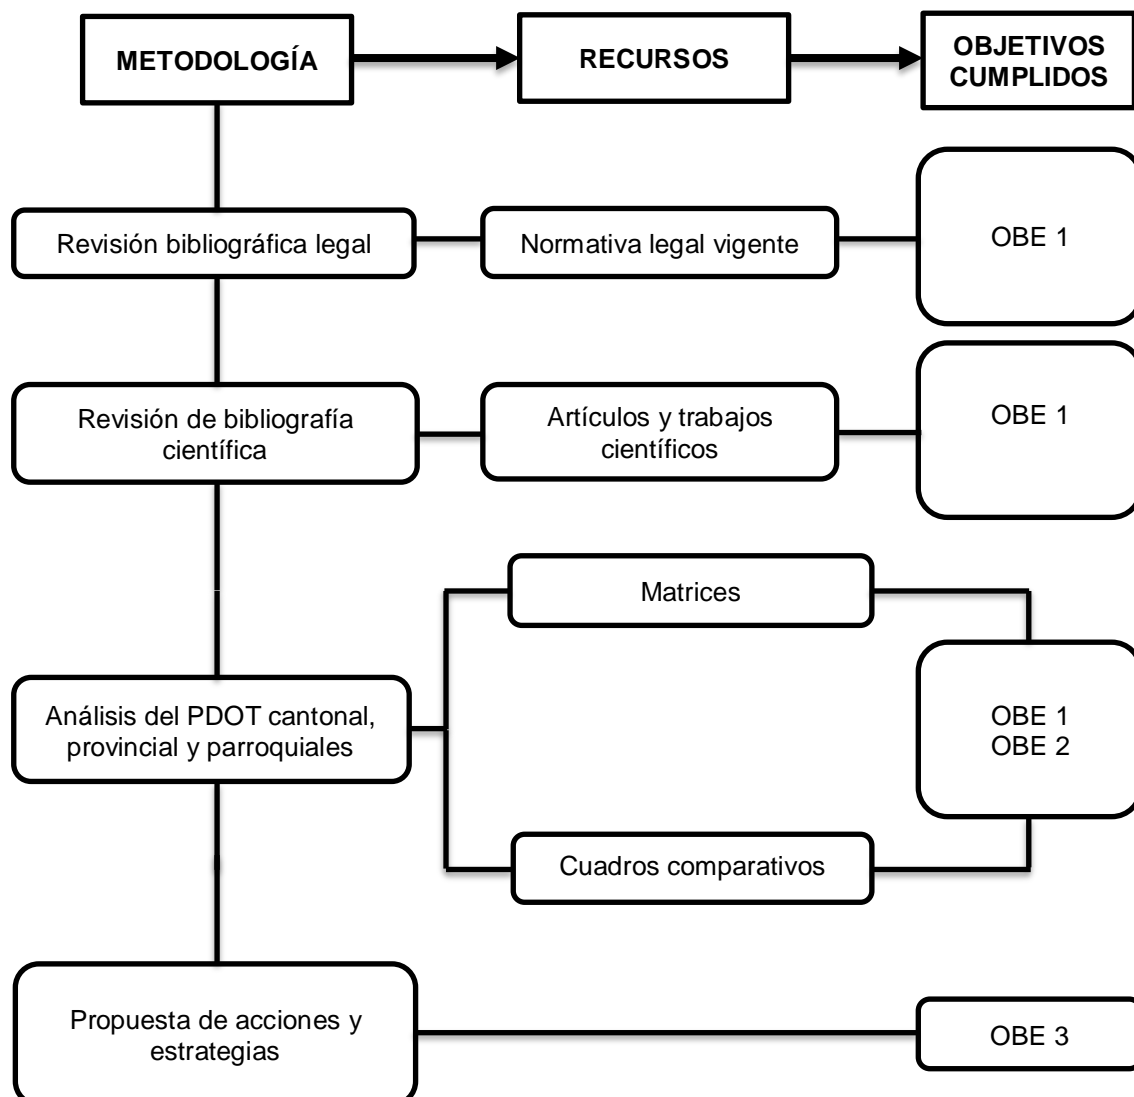 METODOLOGÍA
RECURSOS
OBJETIVOS
CUMPLIDOS
Revisión bibliográfica legal
Normativa legal vigente
OBE 1
Revisión de bibliografía
científica
Artículos y trabajos
científicos
OBE 1
Análisis del PDOT cantonal,
provincial y parroquiales
Matrices
Cuadros comparativos
OBE 1
OBE 2
Propuesta de acciones y
estrategias
OBE 3